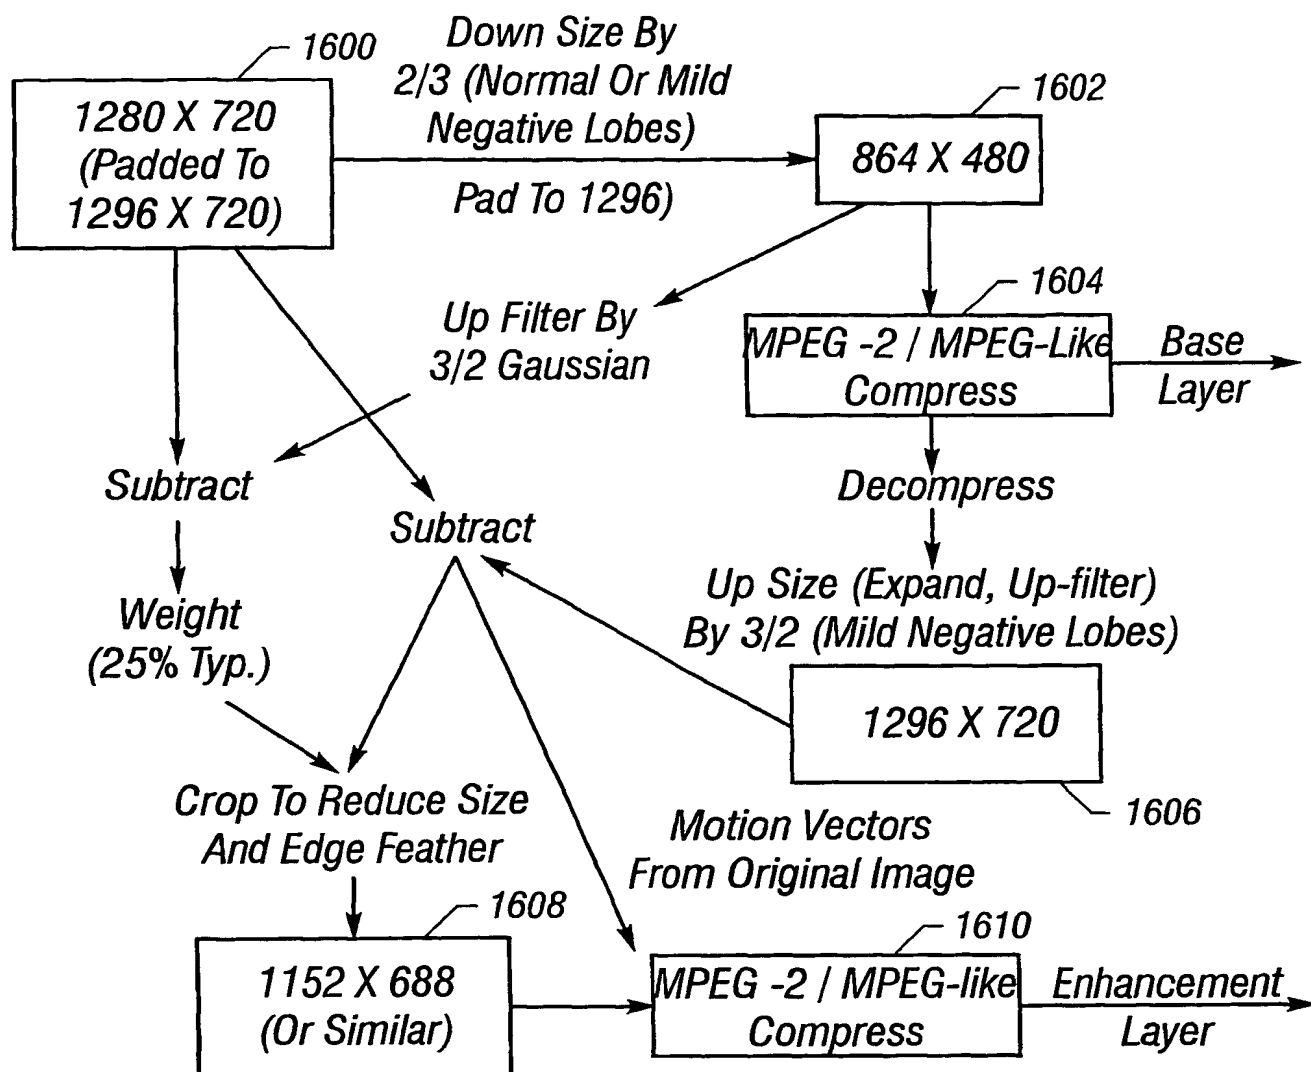 1600
1280 X 720
(Padded To
1296 X 720)
Down Size By
2/3 (Normal Or Mild
Negative Lobes)
Pad To 1296)
1602
864 X 480
Up Filter By
3/2 Gaussian
1604
MPEG -2 / MPEG-Like
Compress
Base
Layer
Subtract
Subtract
Decompress
Weight
(25% Typ.)
Up Size (Expand, Up-filter)
By 3/2 (Mild Negative Lobes)
1296 X 720
1606
Crop To Reduce Size
And Edge Feather
Motion Vectors
From Original Image
1608
1152 X 688
(Or Similar)
1610
MPEG -2 / MPEG-like
Compress
Enhancement
Layer